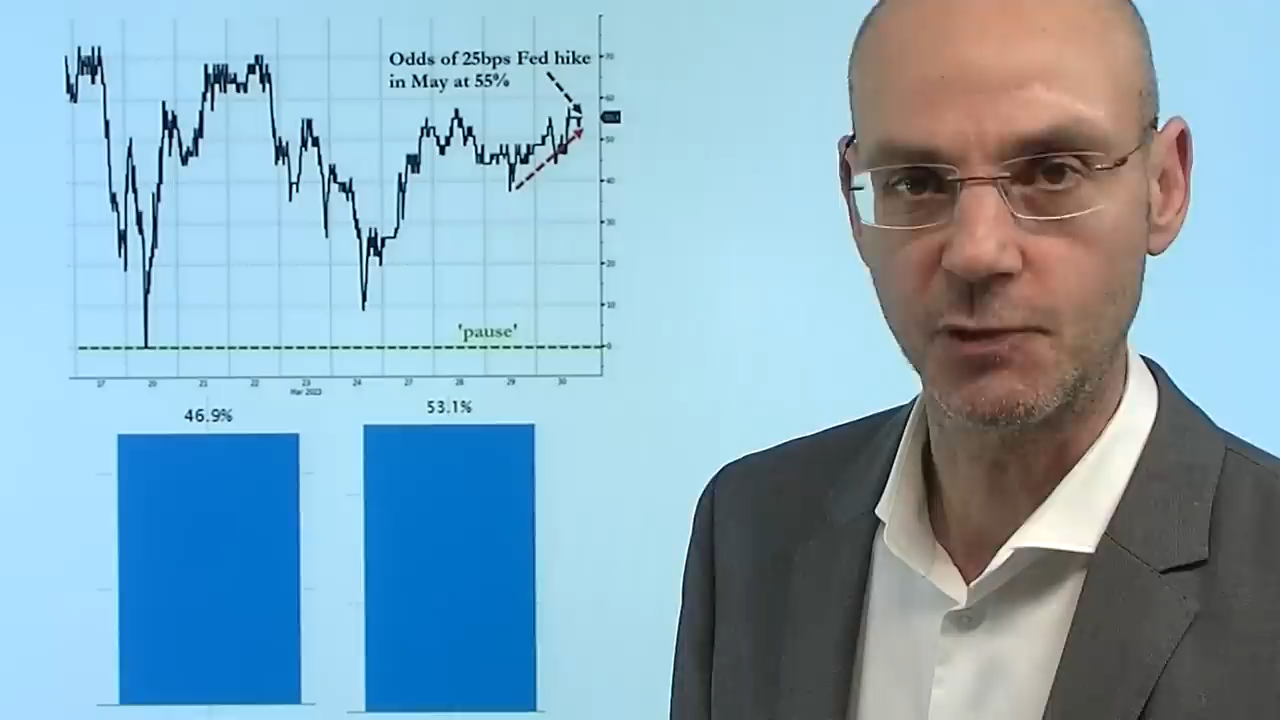 Odds of 25bps Fed hike
in May at 55%
70
60
50
40
30
20
10
0
'pause'
17 20 21 22 23 24 27 28 29 30
Mar 2023
46.9%
53.1%